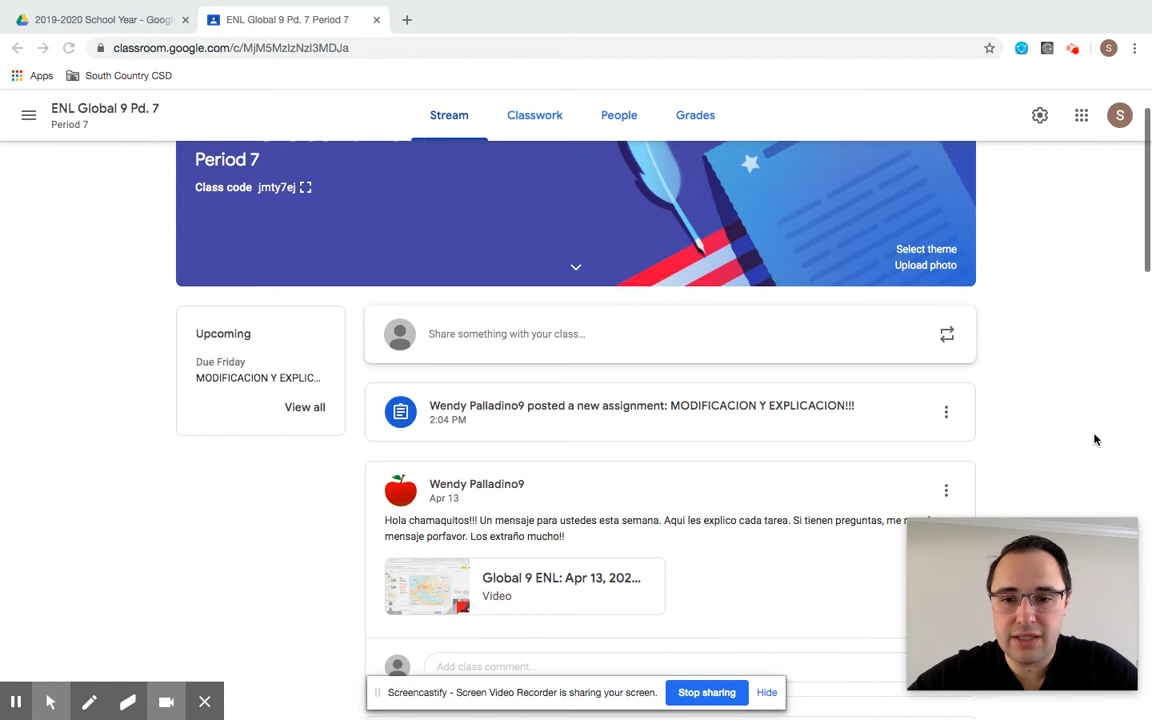 2019-2020 School Year - Googl
ENL Global 9 Pd. 7 Period 7
classroom.google.com/c/MjM5MzIzNzI3MDJa
S
Apps
South Country CSD
ENL Global 9 Pd. 7
Period 7
Stream
Classwork
People
Grades
S
Period 7
Class code jmty7ej
Select theme
Upload photo
Upcoming
Due Friday
MODIFICACION Y EXPLIC...
View all
Share something with your class...
Wendy Palladino9 posted a new assignment: MODIFICACION Y EXPLICACION!!!
2:04 PM
Wendy Palladino9
Apr 13
Hola chamaquitos!!! Un mensaje para ustedes esta semana. Aqui les explico cada tarea. Si tienen preguntas, me
mensaje porfavor. Los extraño mucho!!
Global 9 ENL: Apr 13, 202...
Video
Add class comment...
Screencastify - Screen Video Recorder is sharing your screen.
Stop sharing
Hide